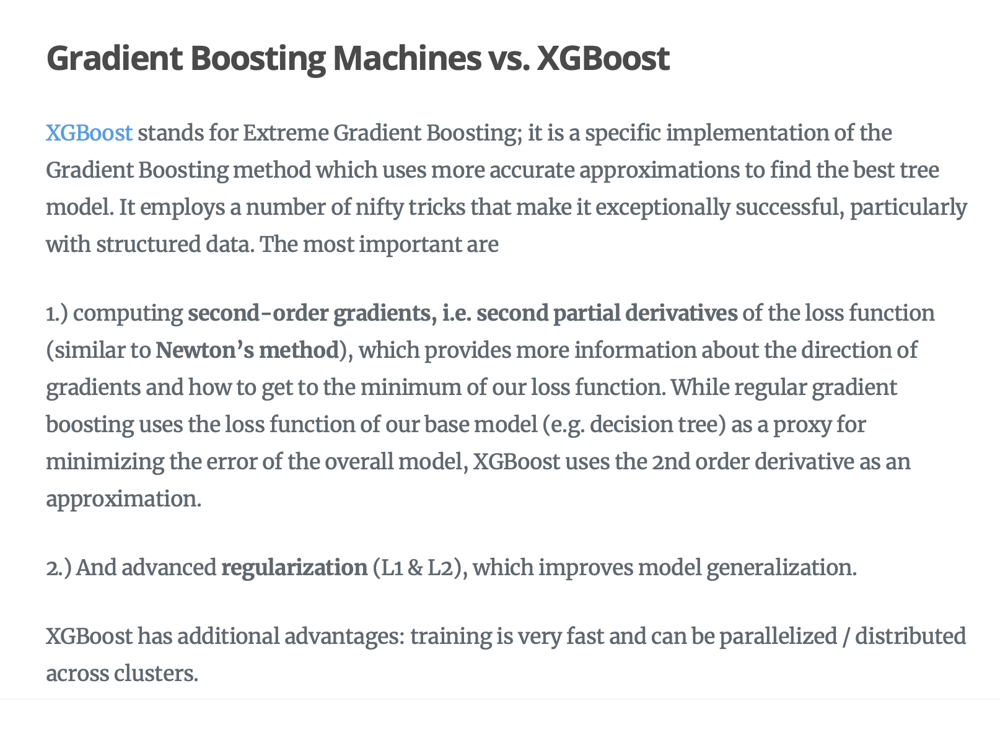 Gradient Boosting Machines vs. XGBoost
XGBoost stands for Extreme Gradient Boosting; it is a specific implementation of the
Gradient Boosting method which uses more accurate approximations to find the best tree
model. It employs a number of nifty tricks that make it exceptionally successful, particularly
with structured data. The most important are
1.) computing second-order gradients, i.e. second partial derivatives of the loss function
(similar to Newton’s method), which provides more information about the direction of
gradients and how to get to the minimum of our loss function. While regular gradient
boosting uses the loss function of our base model (e.g. decision tree) as a proxy for
minimizing the error of the overall model, XGBoost uses the 2nd order derivative as an
approximation.
2.) And advanced regularization (L1 & L2), which improves model generalization.
XGBoost has additional advantages: training is very fast and can be parallelized / distributed
across clusters.